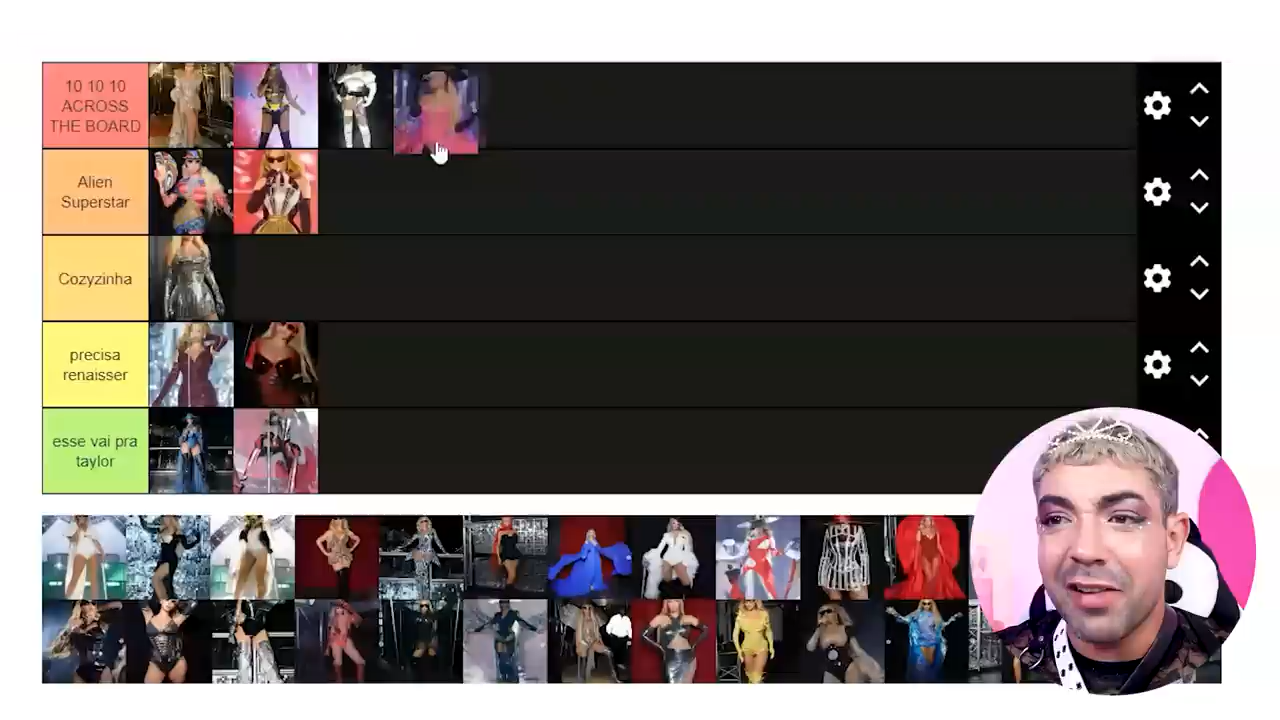 10 10 10
ACROSS
THE BOARD
Alien
Superstar
Cozyzinha
precisa
renaisser
esse vai pra
taylor